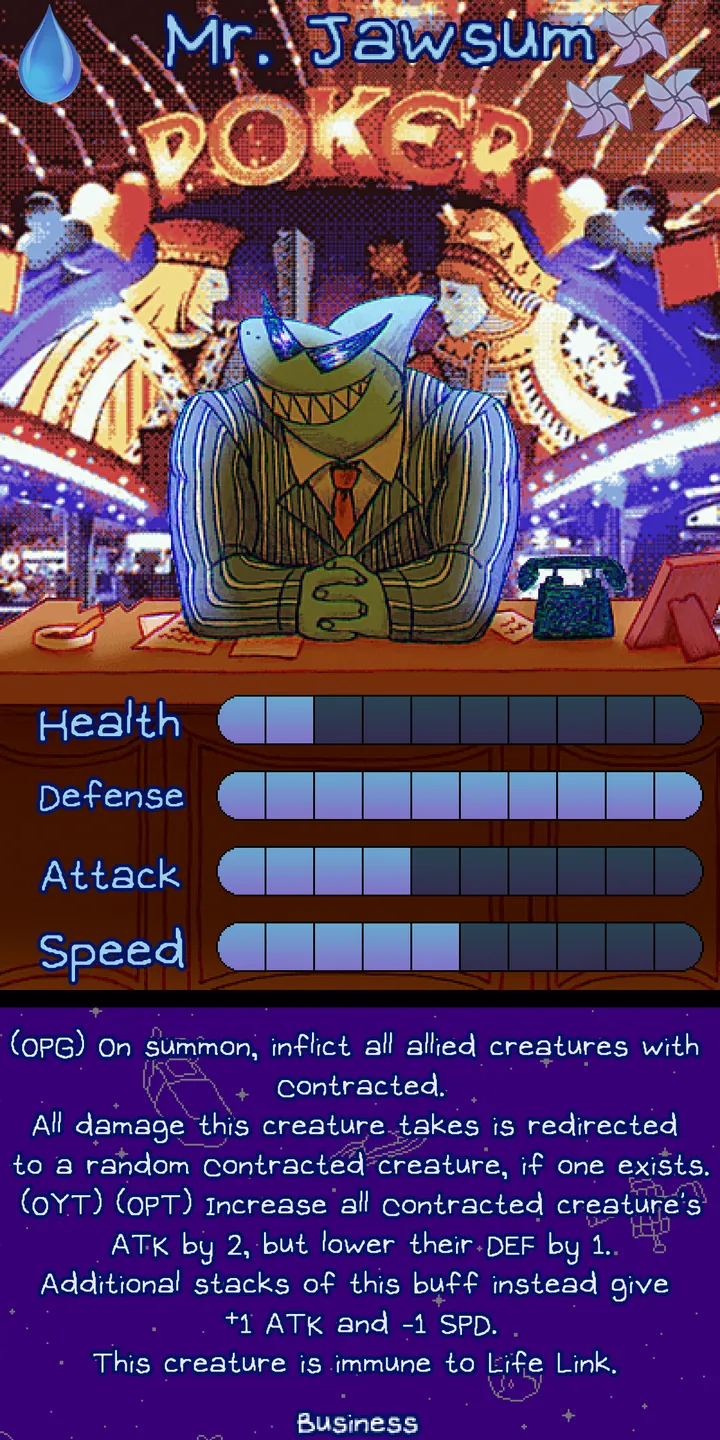 Mr. Jawsum
POKER
Health
Defense
Attack
Speed
(OPG) On summon, inflict all allied creatures with
Contracted.
All damage this creature takes is redirected
to a random Contracted creature, if one exists.
(OYT) (OPT) Increase all Contracted creature's
ATK by 2, but lower their DEF by 1.
Additional stacks of this buff instead give
+1 ATK and -1 SPD.
This creature is immune to Life Link.
Business